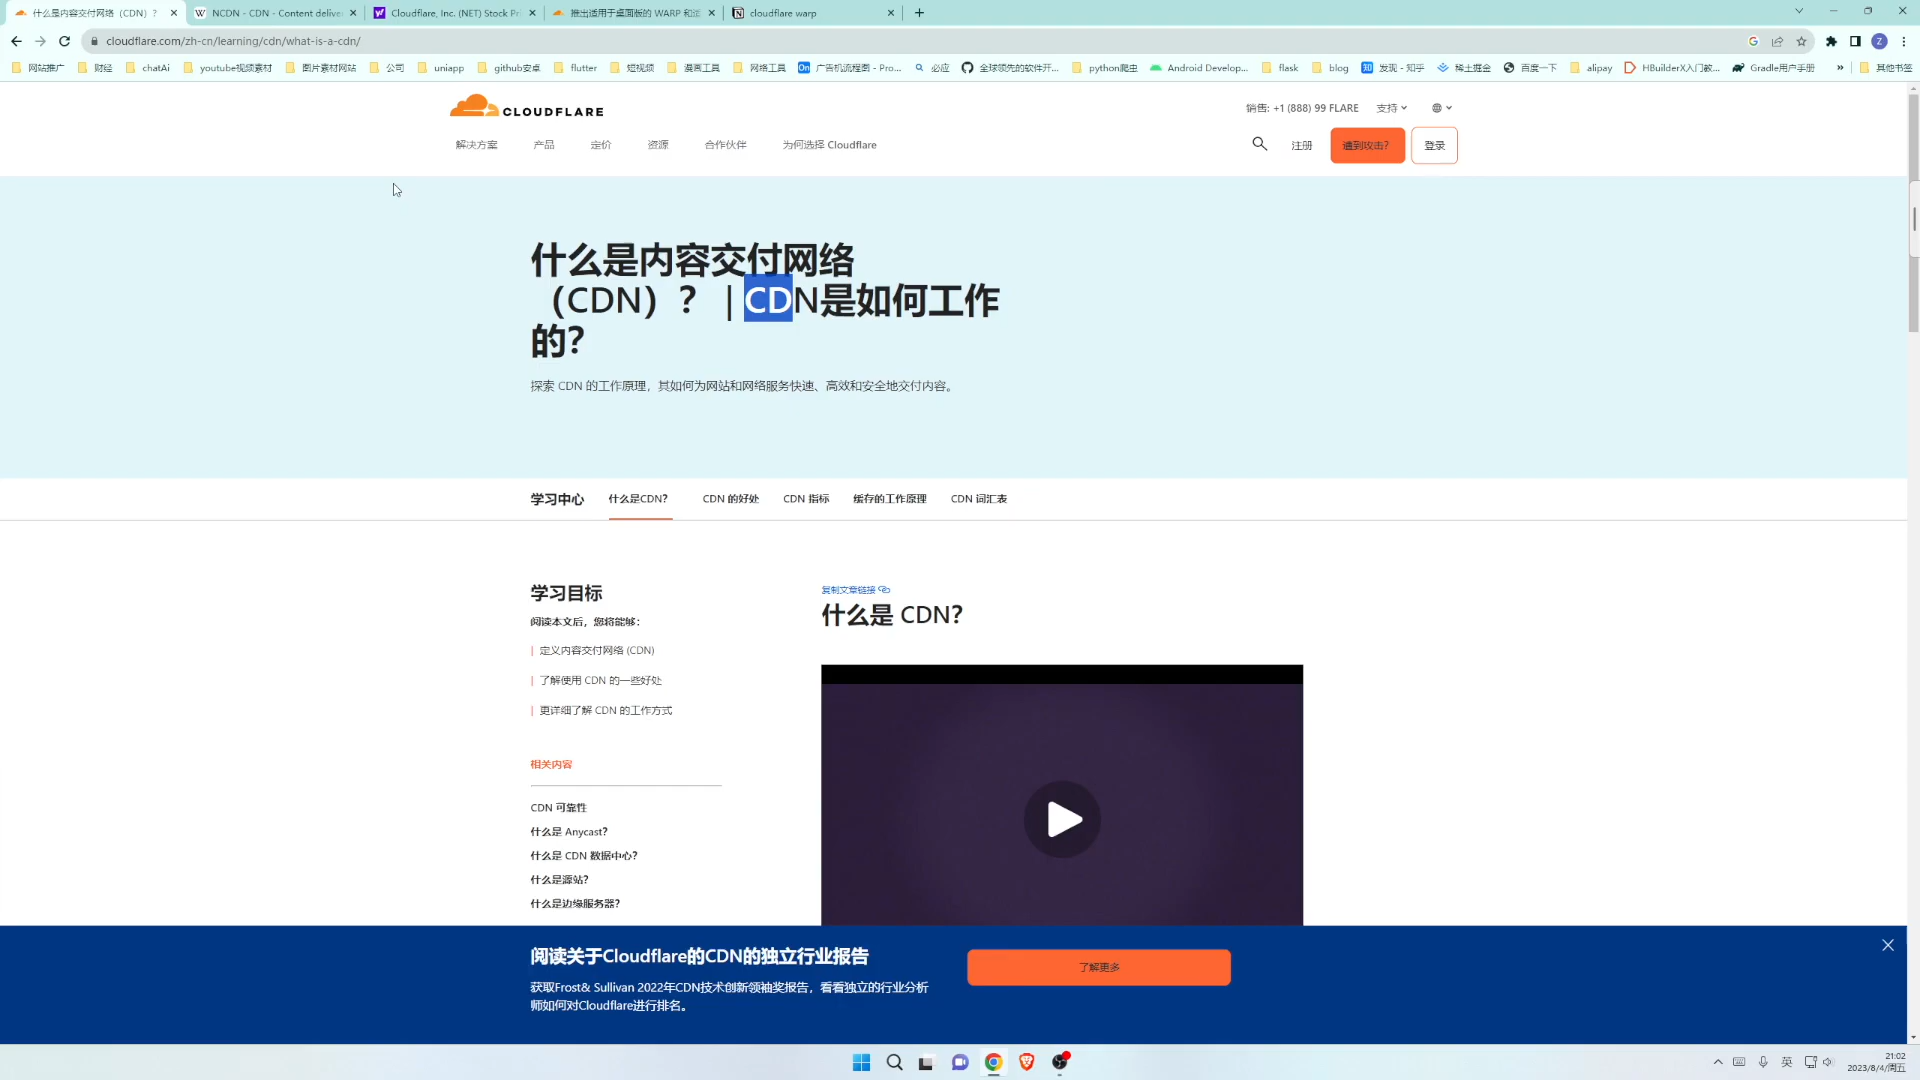 什么是内容交付网络（CDN）？
NCDN - CDN - Content delive
Cloudflare, Inc. (NET) Stock Pri
推出适用于桌面版的 WARP 和适
cloudflare warp
cloudflare.com/zh-cn/learning/cdn/what-is-a-cdn/
网站推广 财经 chatAi youtube视频素材 图片素材网站 公司 uniapp github安卓 flutter 短视频 漫画工具 网络工具 广告机流程图 - Pro... 必应 全球领先的软件开... python爬虫 Android Develop... flask blog 发现 - 知乎 稀土掘金 百度一下 alipay HBuilderX入门教... Gradle用户手册 » 其他书签
CLOUDFLARE
销售: +1 (888) 99 FLARE 支持
解决方案 产品 定价 资源 合作伙伴 为何选择 Cloudflare
注册 遭到攻击? 登录
什么是内容交付网络
（CDN）？ | CDN是如何工作
的?
探索 CDN 的工作原理，其如何为网站和网络服务快速、高效和安全地交付内容。
学习中心 什么是CDN? CDN 的好处 CDN 指标 缓存的工作原理 CDN 词汇表
学习目标
阅读本文后，您将能够：
定义内容交付网络 (CDN)
了解使用 CDN 的一些好处
更详细了解 CDN 的工作方式
相关内容
CDN 可靠性
什么是 Anycast?
什么是 CDN 数据中心?
什么是源站?
什么是边缘服务器?
复制文章链接
什么是 CDN?
阅读关于Cloudflare的CDN的独立行业报告
获取Frost& Sullivan 2022年CDN技术创新领袖奖报告，看看独立的行业分析
师如何对Cloudflare进行排名。
了解更多
英
21:02
2023/8/4/周五